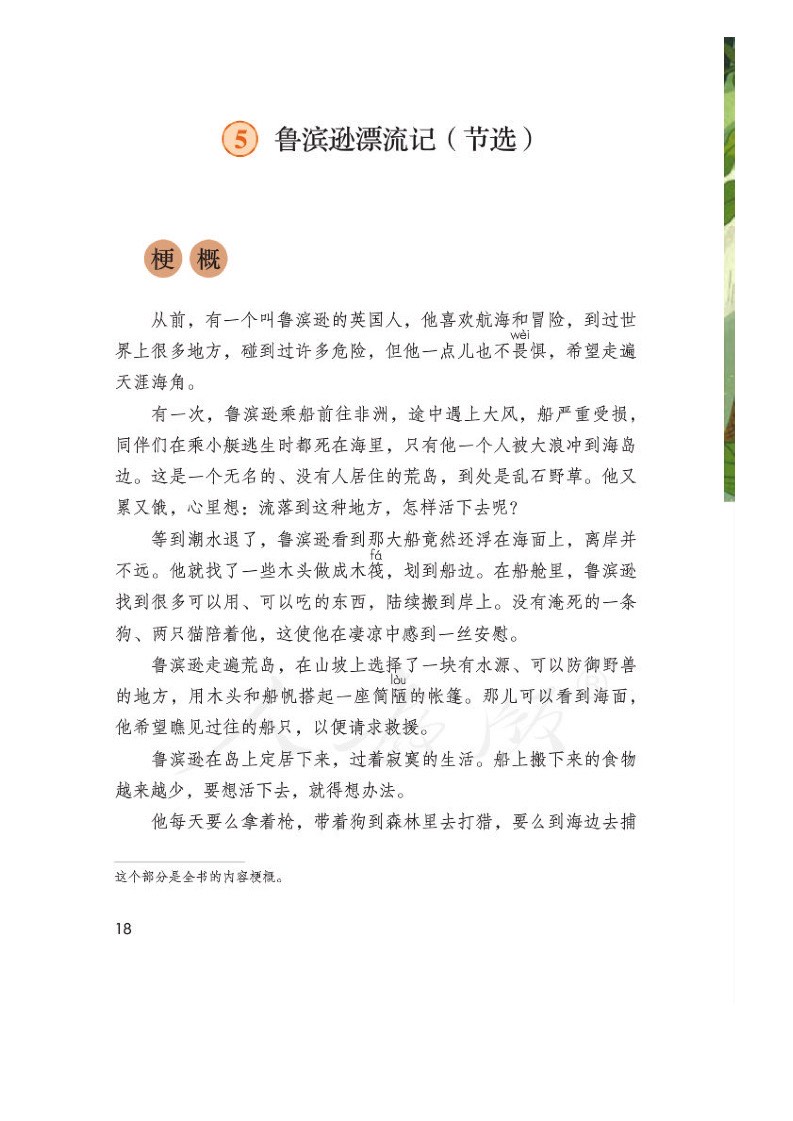 5 鲁滨逊漂流记（节选）
梗概
从前，有一个叫鲁滨逊的英国人，他喜欢航海和冒险，到过世
wèi
界上很多地方，碰到过许多危险，但他一点儿也不畏惧，希望走遍
天涯海角。
有一次，鲁滨逊乘船前往非洲，途中遇上大风，船严重受损，
同伴们在乘小艇逃生时都死在海里，只有他一个人被大浪冲到海岛
边。这是一个无名的、没有人居住的荒岛，到处是乱石野草。他又
累又饿，心里想：流落到这种地方，怎样活下去呢？
等到潮水退了，鲁滨逊看到那大船竟然还浮在海面上，离岸并
fá
不远。他就找了一些木头做成木筏，划到船边。在船舱里，鲁滨逊
找到很多可以用、可以吃的东西，陆续搬到岸上。没有淹死的一条
狗、两只猫陪着他，这使他在凄凉中感到一丝安慰。
鲁滨逊走遍荒岛，在山坡上选择了一块有水源、可以防御野兽
lòu
的地方，用木头和船帆搭起一座简陋的帐篷。那儿可以看到海面，
他希望瞧见过往的船只，以便请求救援。
鲁滨逊在岛上定居下来，过着寂寞的生活。船上搬下来的食物
越来越少，要想活下去，就得想办法。
他每天要么拿着枪，带着狗到森林里去打猎，要么到海边去捕
这个部分是全书的内容梗概。
18